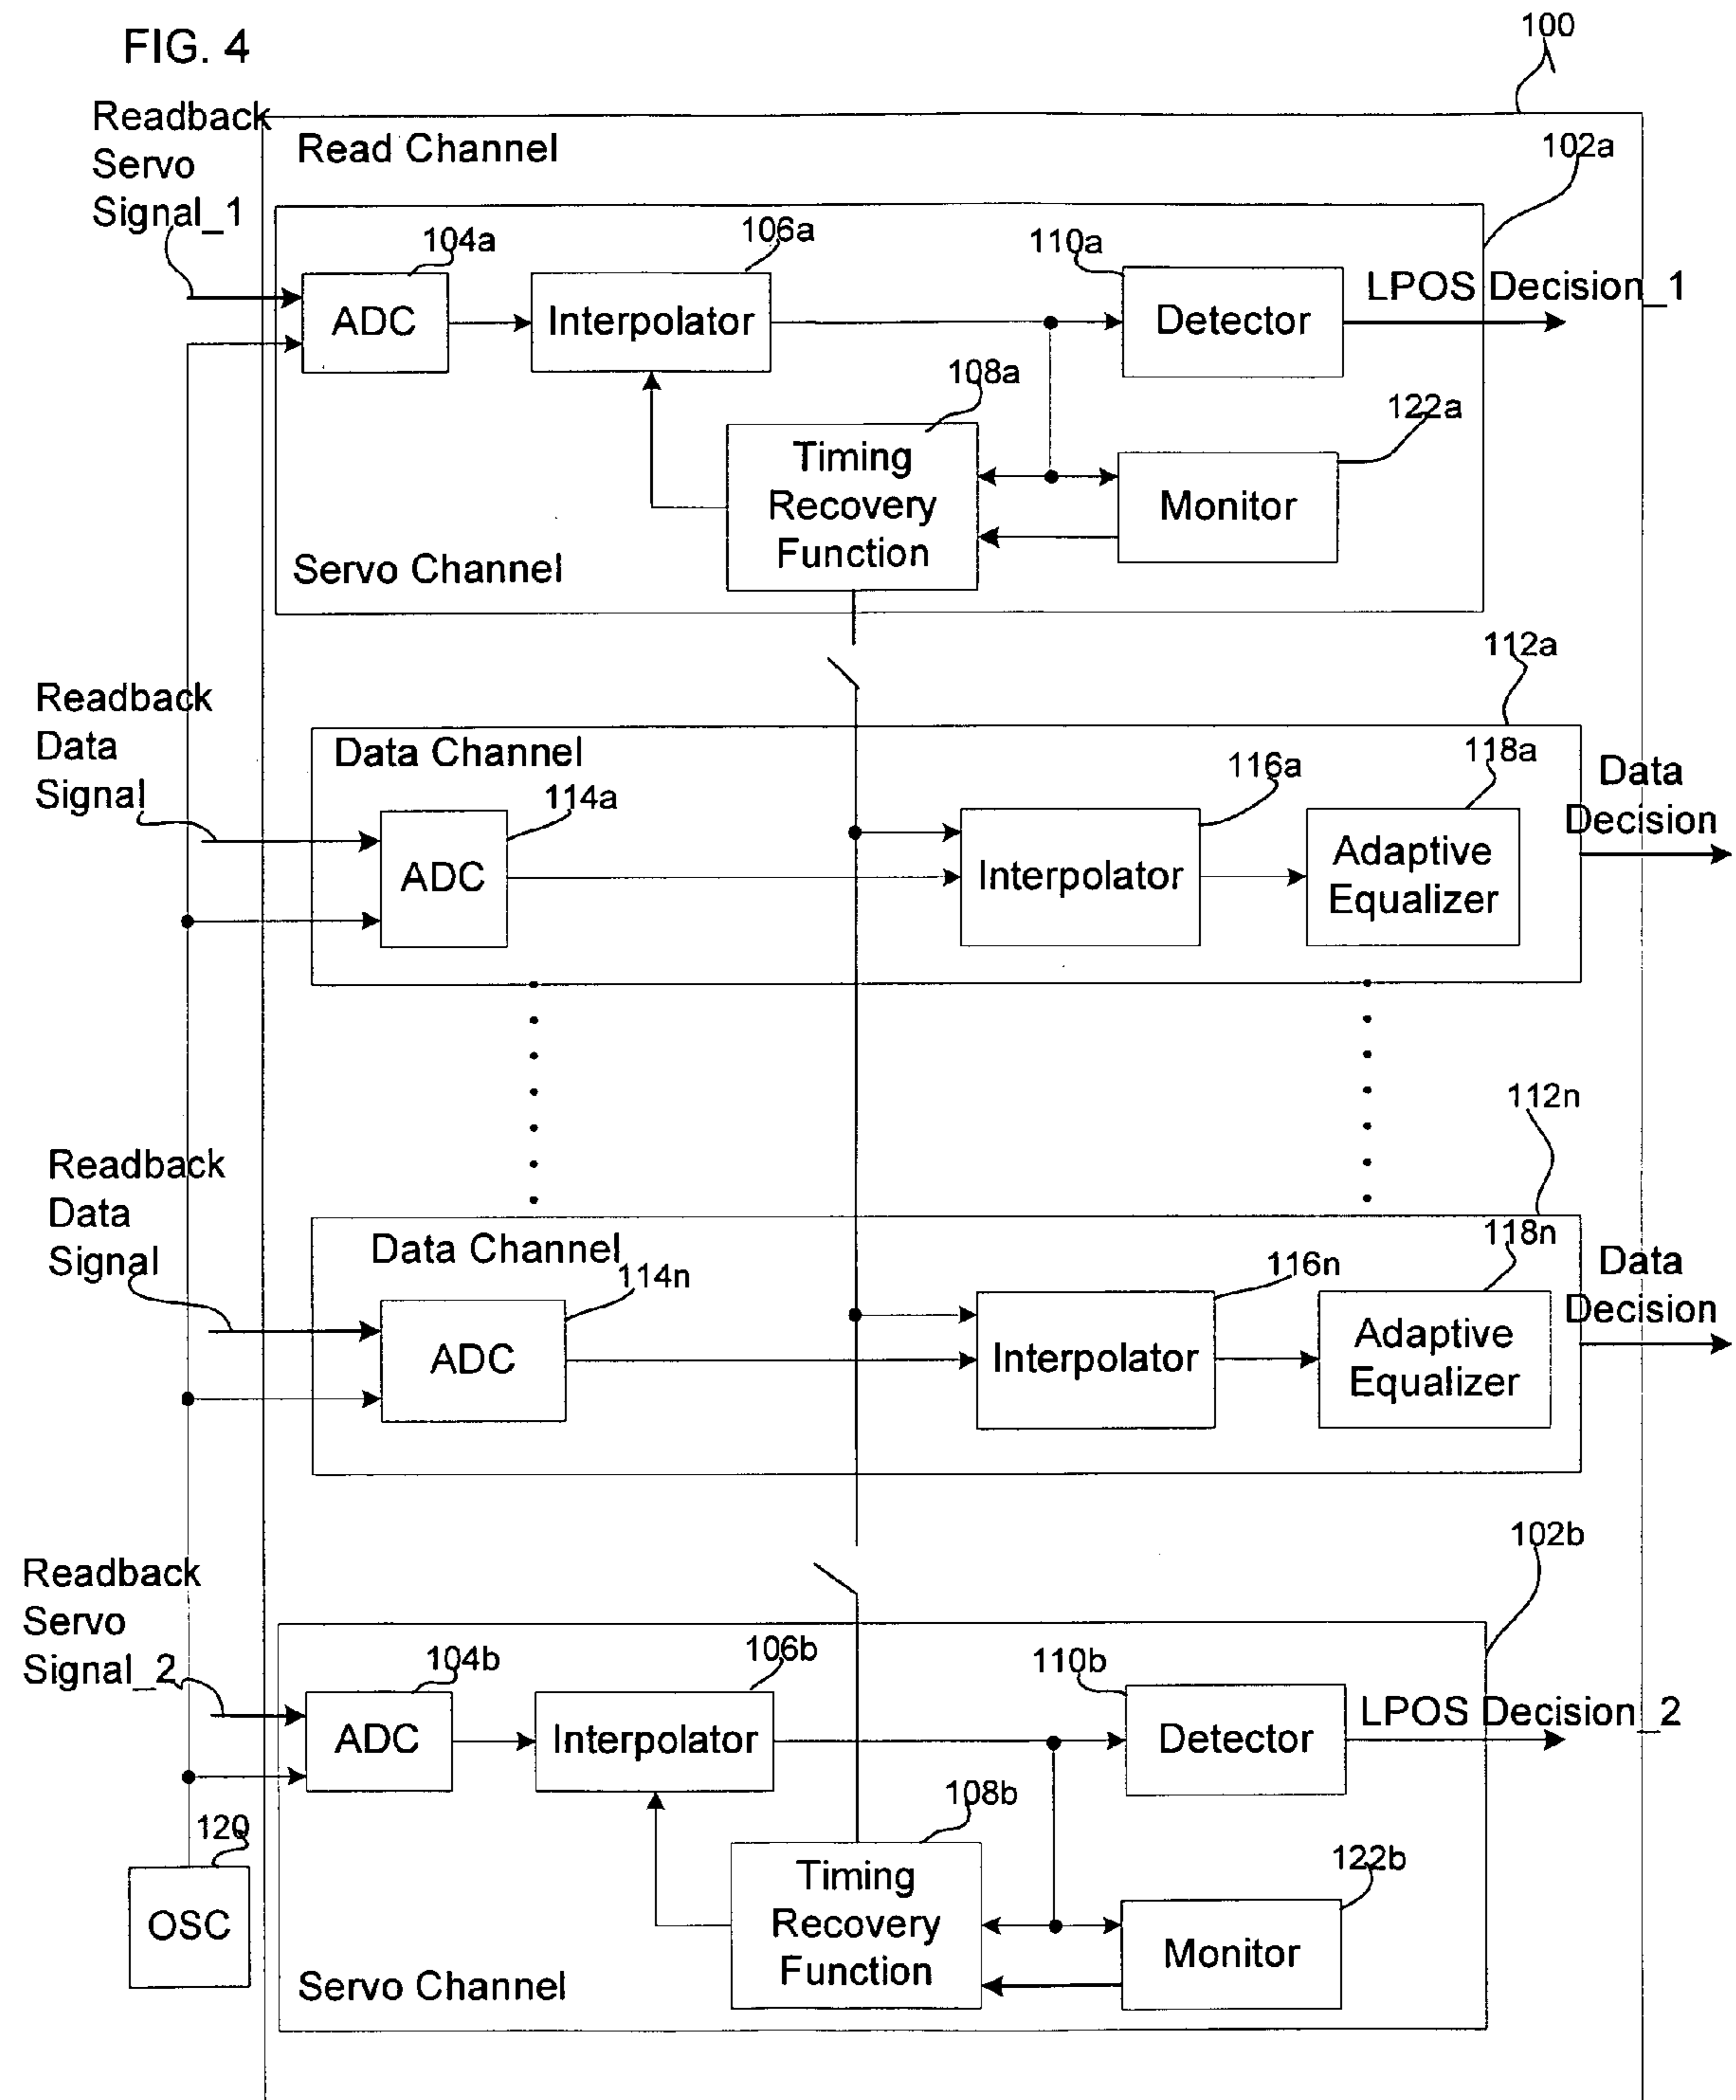 FIG. 4
100
Readback
Servo
Signal_1
Read Channel
102a
104a
106a
110a
ADC
Interpolator
Detector
LPOS Decision_1
108a
122a
Timing
Recovery
Function
Monitor
Servo Channel
112a
Readback
Data
Signal
Data Channel
114a
116a
118a
Data
Decision
ADC
Interpolator
Adaptive
Equalizer
112n
Readback
Data
Signal
Data Channel
114n
116n
118n
Data
Decision
ADC
Interpolator
Adaptive
Equalizer
102b
Readback
Servo
Signal_2
104b
106b
110b
ADC
Interpolator
Detector
LPOS Decision_2
108b
122b
120
OSC
Timing
Recovery
Function
Monitor
Servo Channel